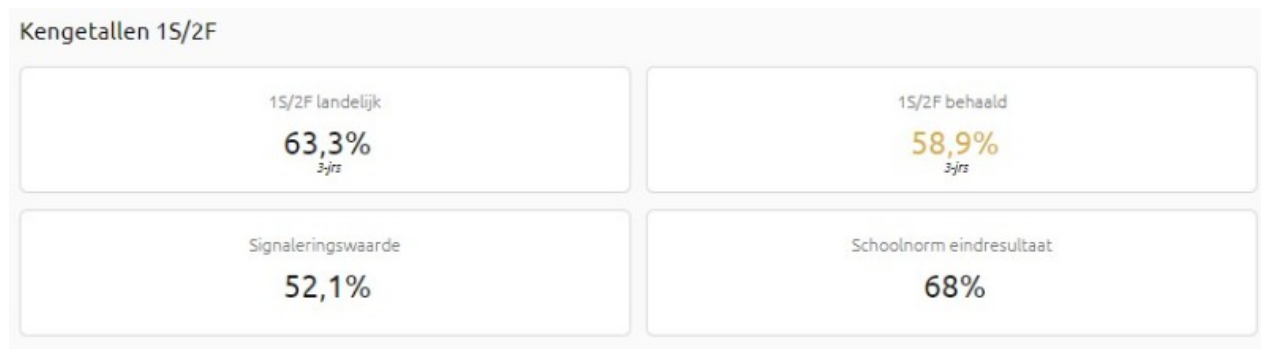 Kengetallen 1S/2F
1S/2F landelijk
63,3%
3-jrs
1S/2F behaald
58,9%
3-jrs
Signaleringswaarde
52,1%
Schoolnorm eindresultaat
68%